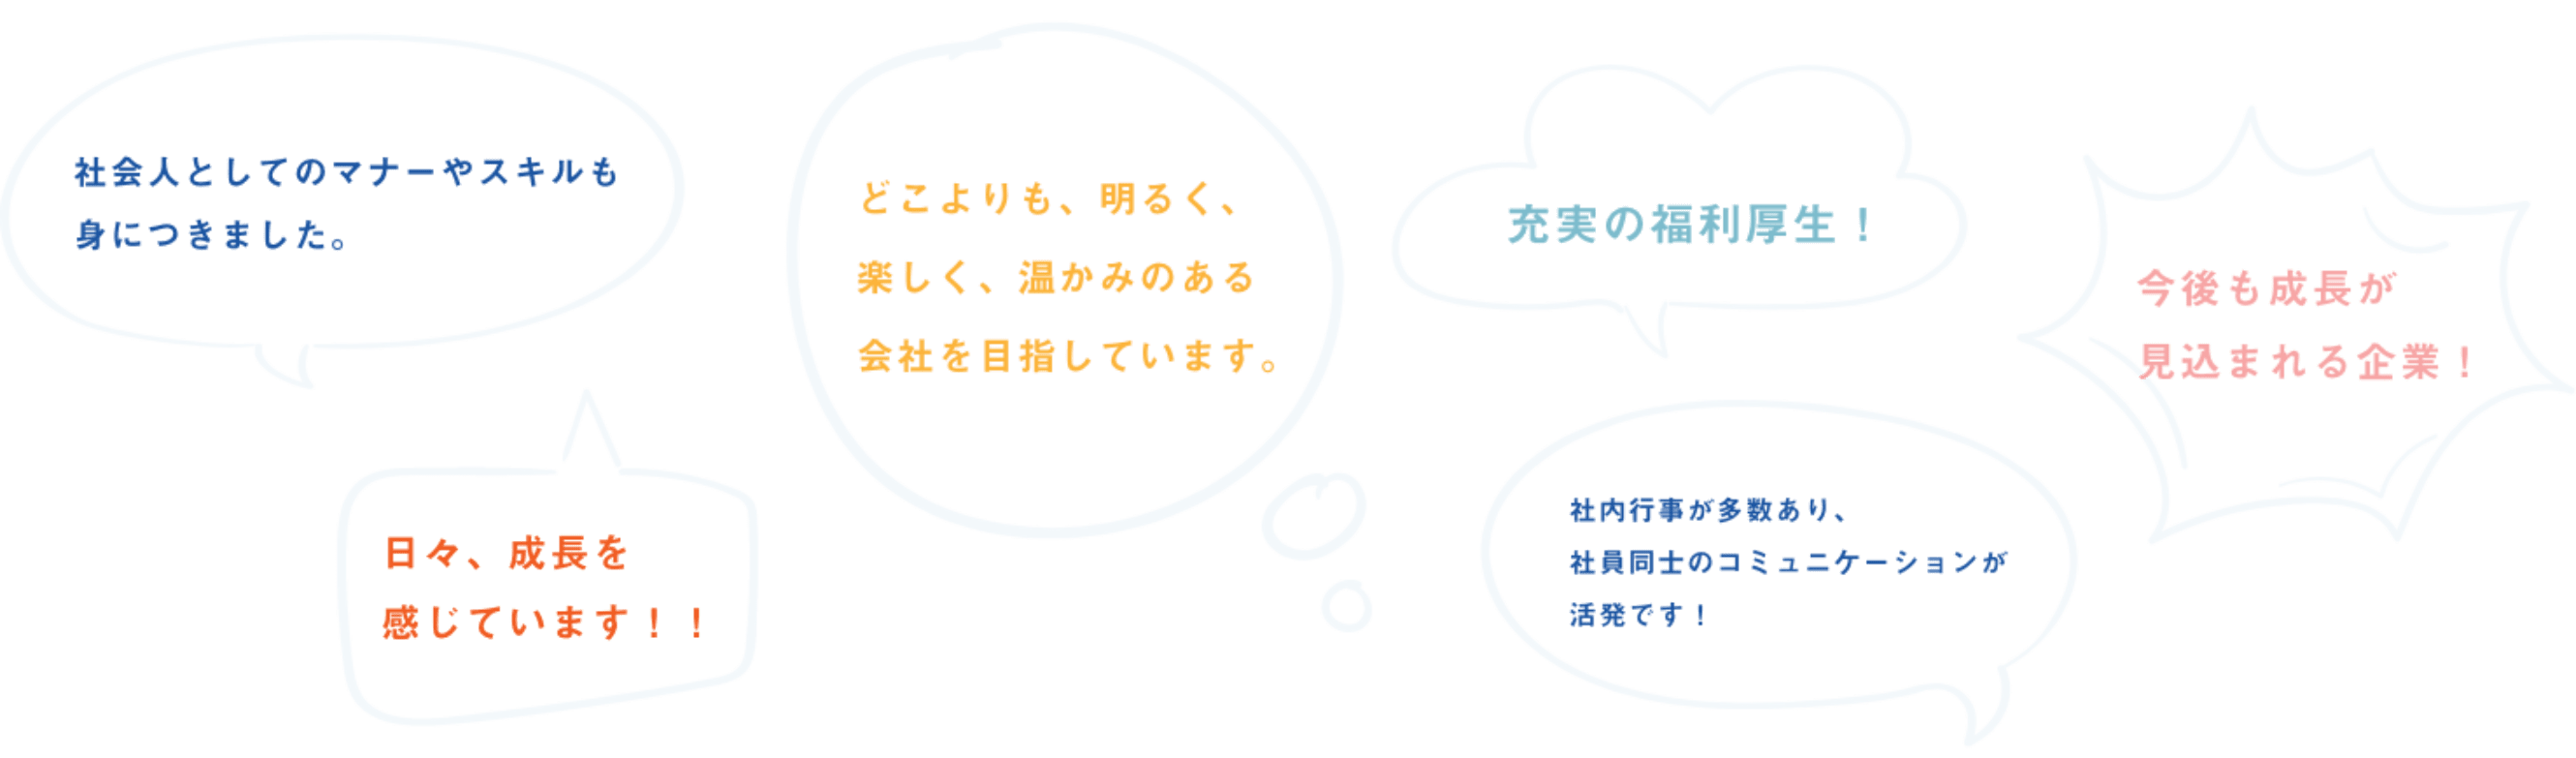 社会人としてのマナーやスキルも
身につきました。
日々、成長を
感じています！！
どこよりも、明るく、
楽しく、温かみのある
会社を目指しています。
充実の福利厚生！
社内行事が多数あり、
社員同士のコミュニケーションが
活発です！
今後も成長が
見込まれる企業！